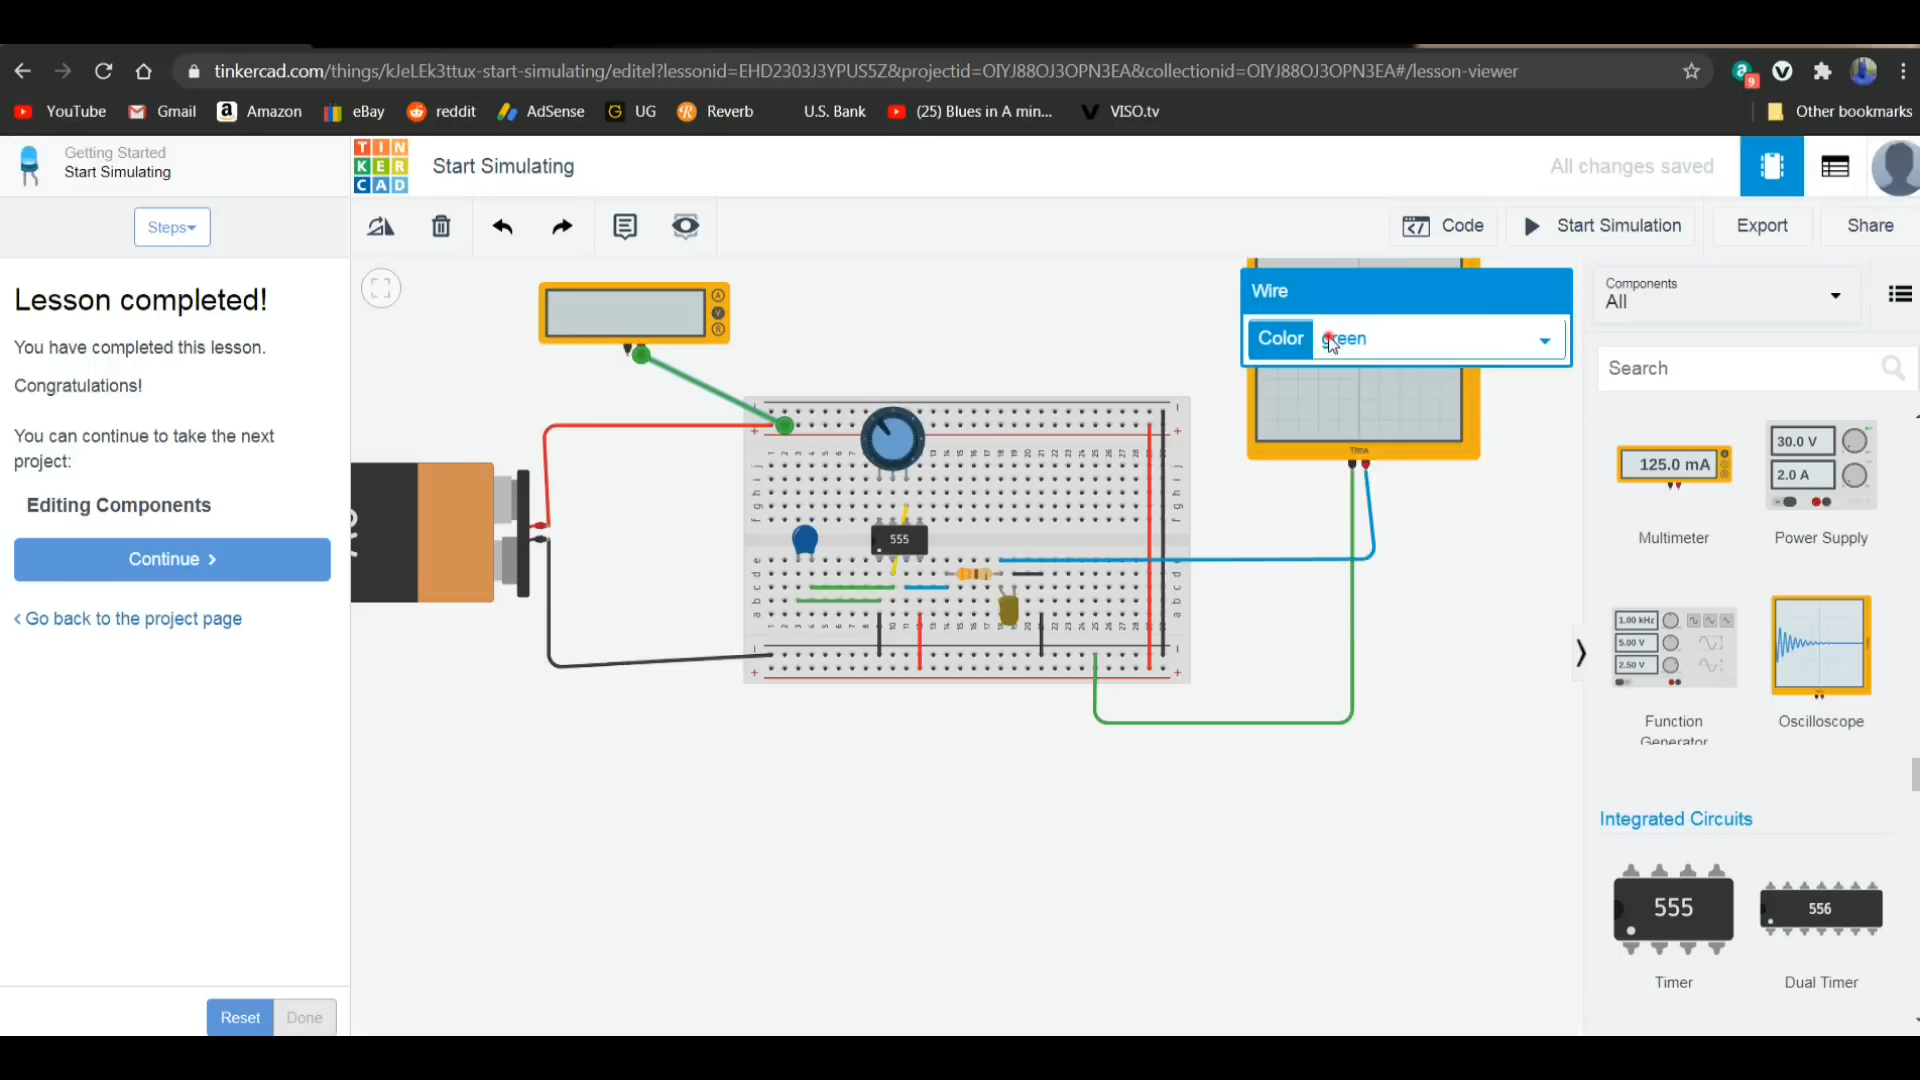 tinkercad.com/things/kJeLEk3ttux-start-simulating/editel?lessonid=EHD2303J3YPUS5Z&projectid=OIYJ88OJ3OPN3EA&collectionid=OIYJ88OJ3OPN3EA#/lesson-viewer
9
YouTube Gmail Amazon eBay reddit AdSense UG Reverb U.S. Bank (25) Blues in A min... VISO.tv Other bookmarks
Getting Started
Start Simulating
TINKERCAD
Start Simulating
All changes saved
Steps
Code Start Simulation Export Share
Lesson completed!
You have completed this lesson.
Congratulations!
You can continue to take the next
project:
Editing Components
Continue
Go back to the project page
Reset Done
A
V
R
Wire
Color green
Time
555
Components
All
Search
125.0 mA
30.0 V
2.0 A
Multimeter Power Supply
1.00 kHz
5.00 V
2.50 V
Function
Generator
Oscilloscope
Integrated Circuits
555 556
Timer Dual Timer